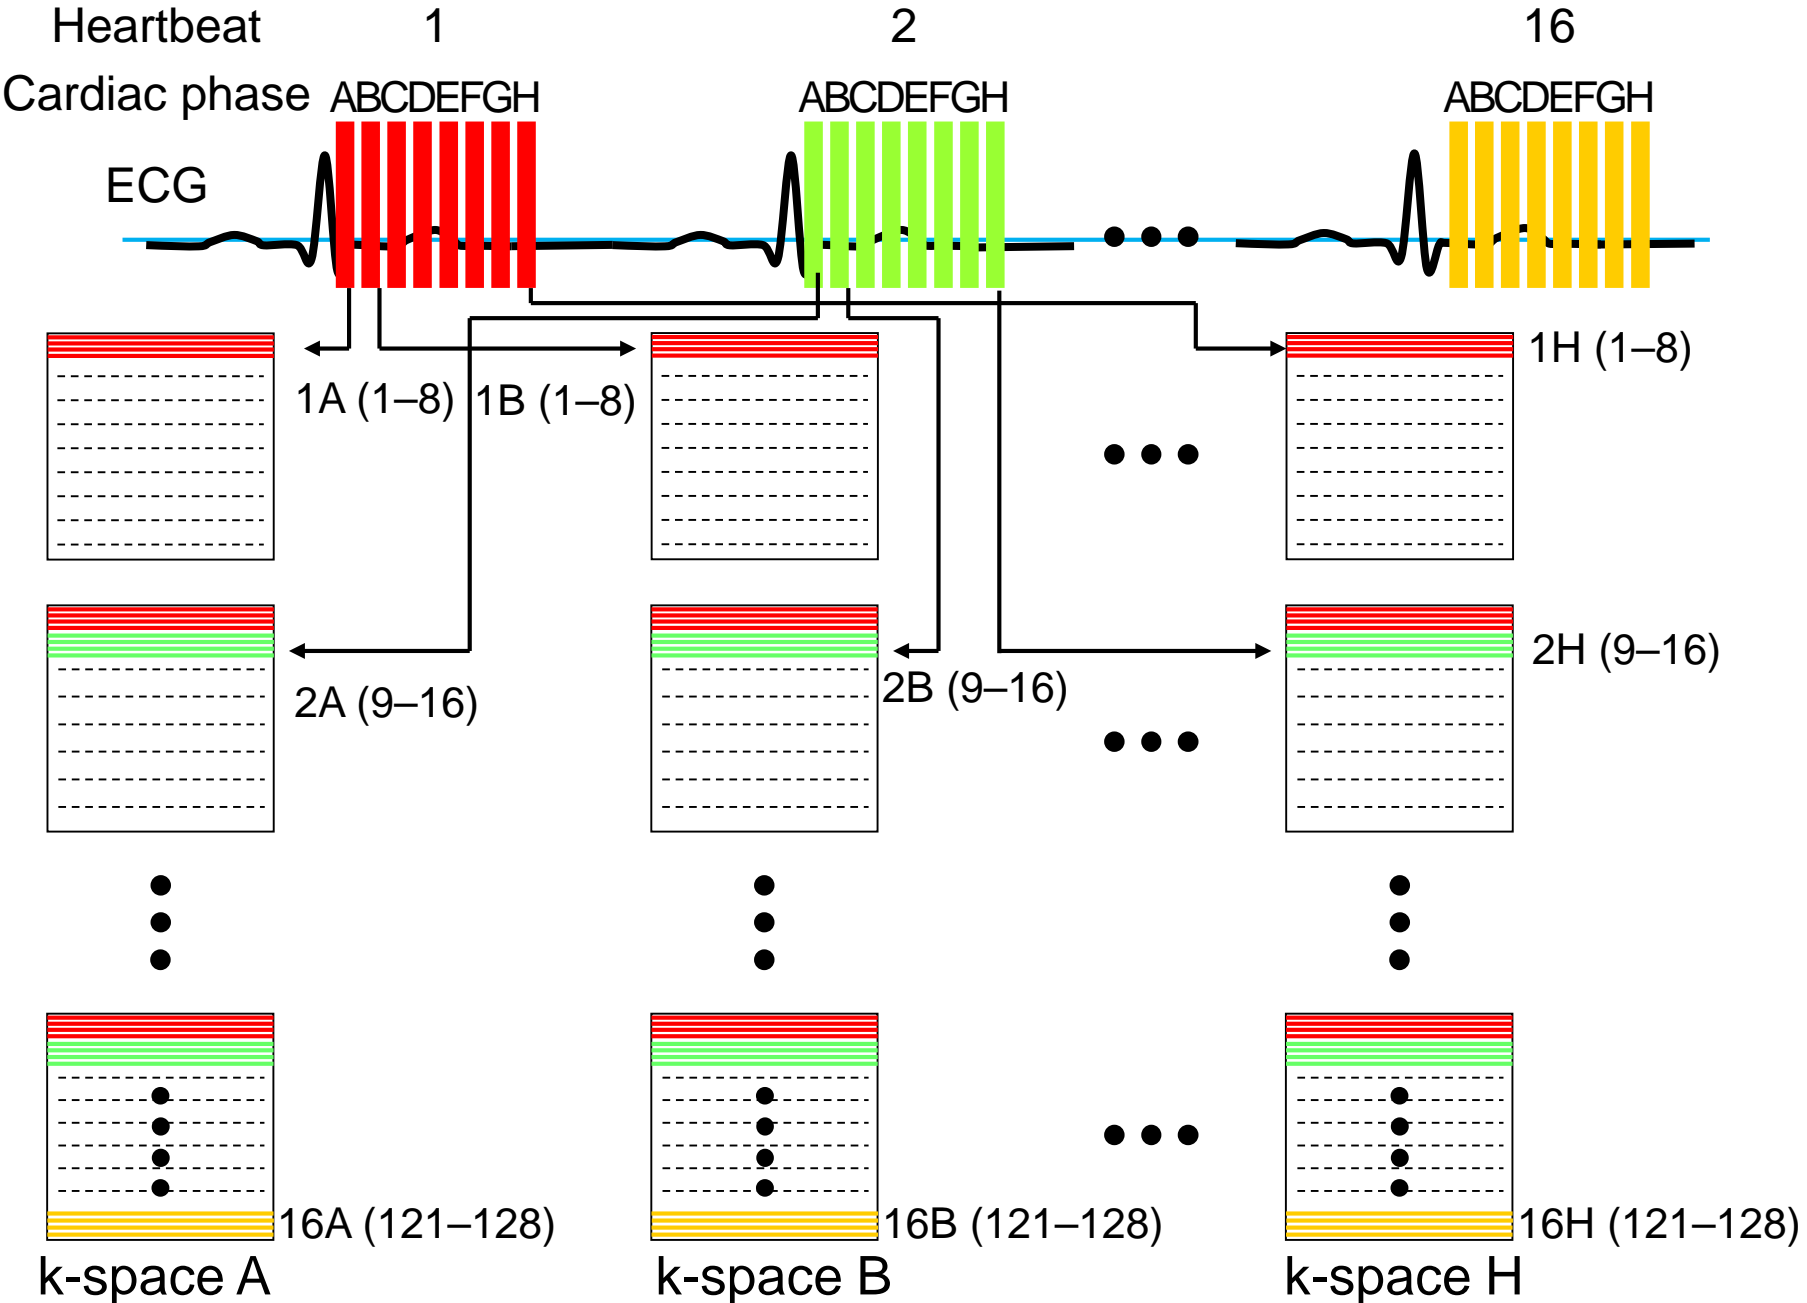 Heartbeat 1 2 16
Cardiac phase ABCDEFGH ABCDEFGH ABCDEFGH
ECG
1H (1–8)
1A (1–8) 1B (1–8)
2H (9–16)
2A (9–16) 2B (9–16)
16A (121–128) 16B (121–128) 16H (121–128)
k-space A k-space B k-space H